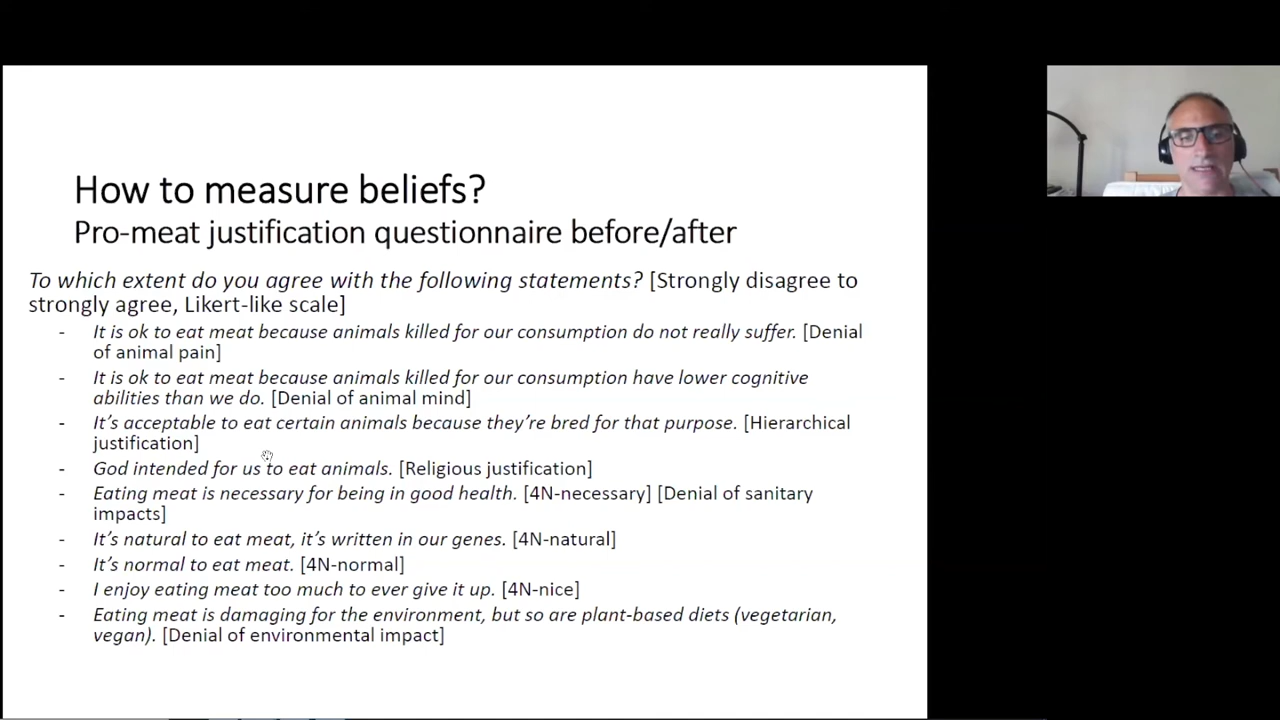 How to measure beliefs?
Pro-meat justification questionnaire before/after
To which extent do you agree with the following statements? [Strongly disagree to
strongly agree, Likert-like scale]
- It is ok to eat meat because animals killed for our consumption do not really suffer. [Denial
of animal pain]
- It is ok to eat meat because animals killed for our consumption have lower cognitive
abilities than we do. [Denial of animal mind]
- It’s acceptable to eat certain animals because they’re bred for that purpose. [Hierarchical
justification]
- God intended for us to eat animals. [Religious justification]
- Eating meat is necessary for being in good health. [4N-necessary] [Denial of sanitary
impacts]
- It’s natural to eat meat, it’s written in our genes. [4N-natural]
- It’s normal to eat meat. [4N-normal]
- I enjoy eating meat too much to ever give it up. [4N-nice]
- Eating meat is damaging for the environment, but so are plant-based diets (vegetarian,
vegan). [Denial of environmental impact]